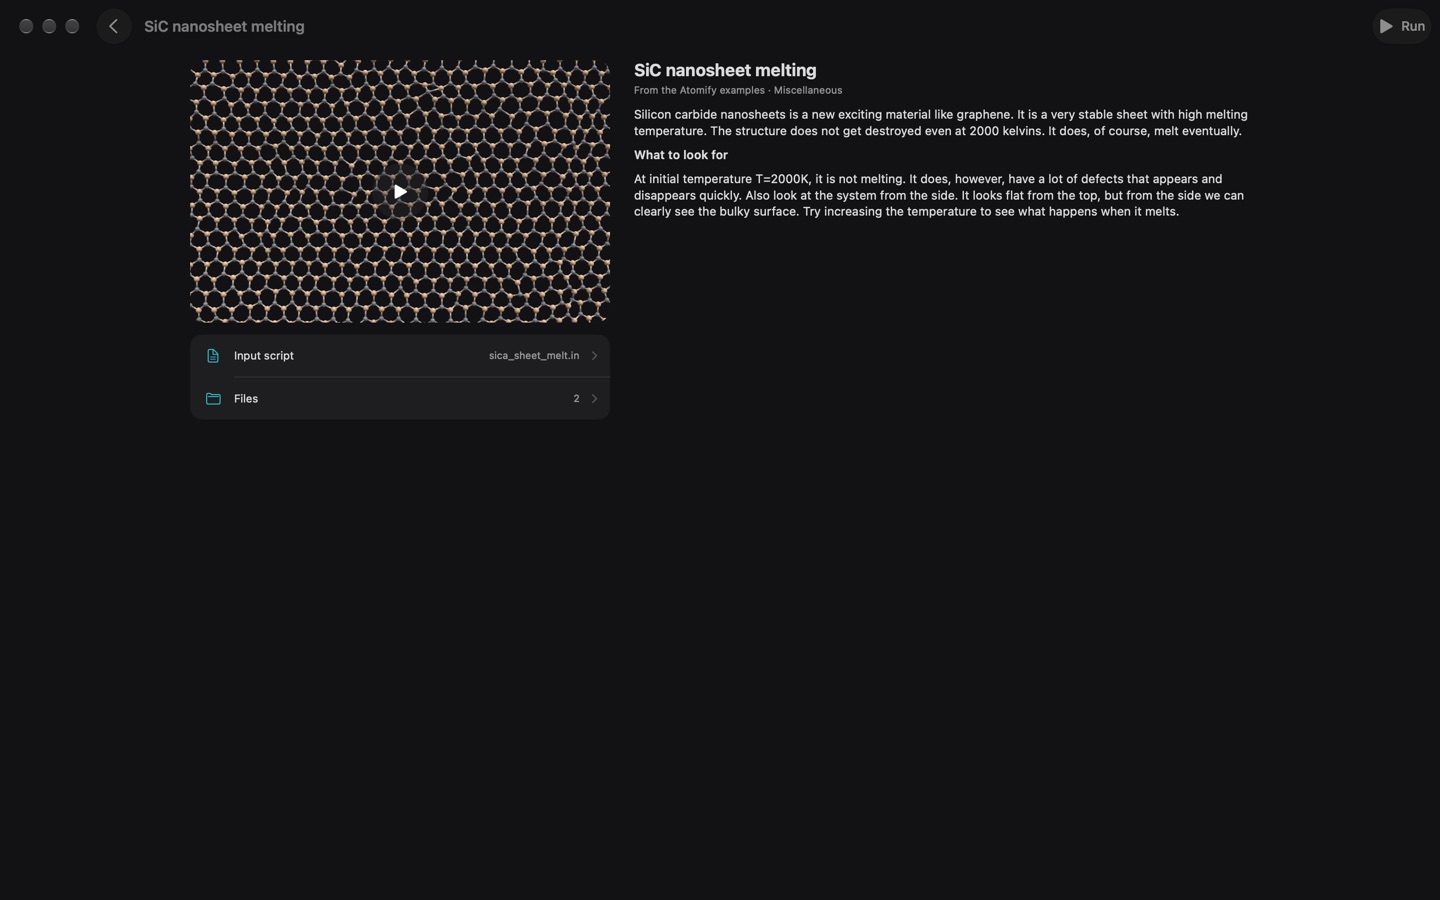 SiC nanosheet melting
Run
SiC nanosheet melting
From the Atomify examples · Miscellaneous
Silicon carbide nanosheets is a new exciting material like graphene. It is a very stable sheet with high melting
temperature. The structure does not get destroyed even at 2000 kelvins. It does, of course, melt eventually.
What to look for
At initial temperature T=2000K, it is not melting. It does, however, have a lot of defects that appears and
disappears quickly. Also look at the system from the side. It looks flat from the top, but from the side we can
clearly see the bulky surface. Try increasing the temperature to see what happens when it melts.
Input script sica_sheet_melt.in
Files 2